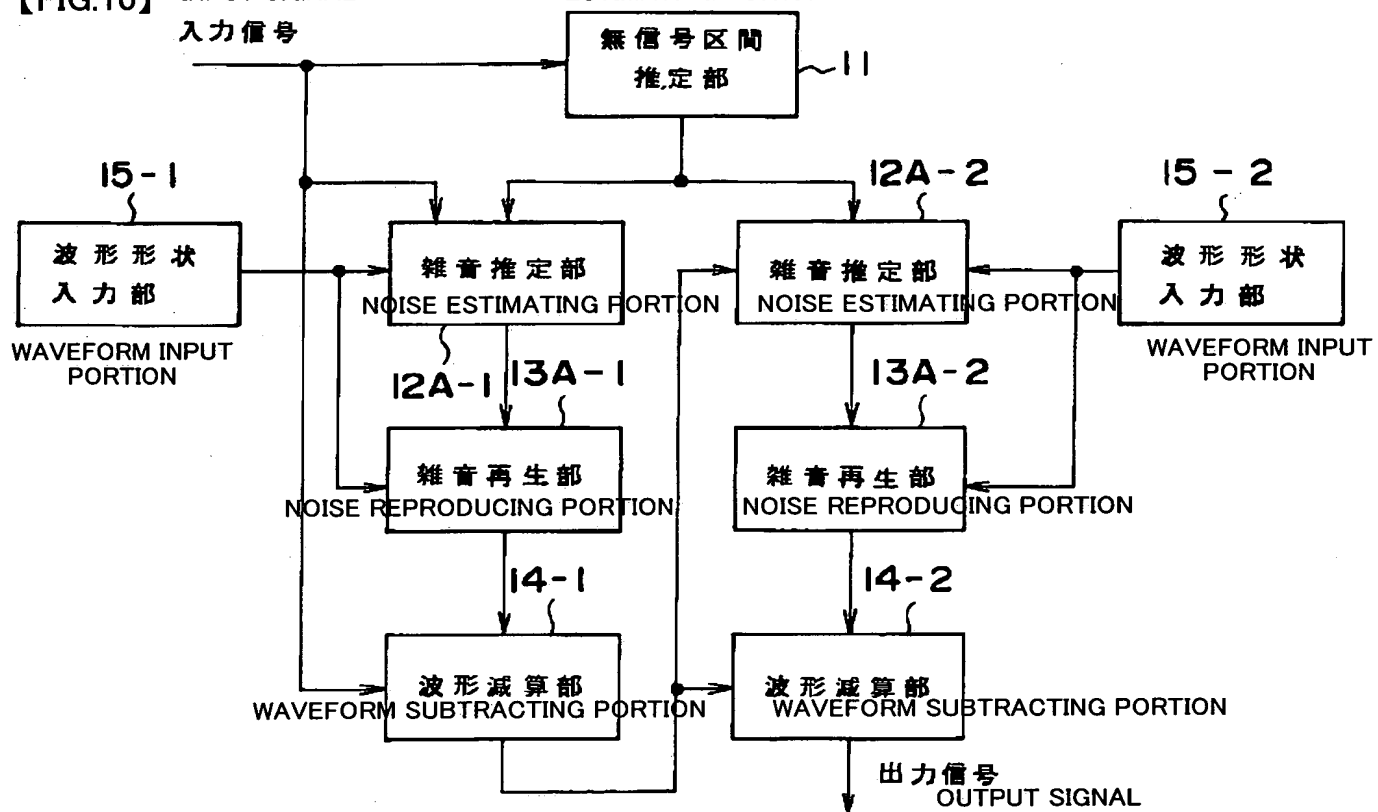 入力信号
無信号区間
推定部
11
15-1
12A-2
15-2
波形形状
入力部
雑音推定部
NOISE ESTIMATING PORTION
雑音推定部
NOISE ESTIMATING PORTION
波形形状
入力部
WAVEFORM INPUT
PORTION
WAVEFORM INPUT
PORTION
12A-1
13A-1
13A-2
雑音再生部
NOISE REPRODUCING PORTION
雑音再生部
NOISE REPRODUCING PORTION
14-1
14-2
波形減算部
WAVEFORM SUBTRACTING PORTION
波形減算部
WAVEFORM SUBTRACTING PORTION
出力信号
OUTPUT SIGNAL